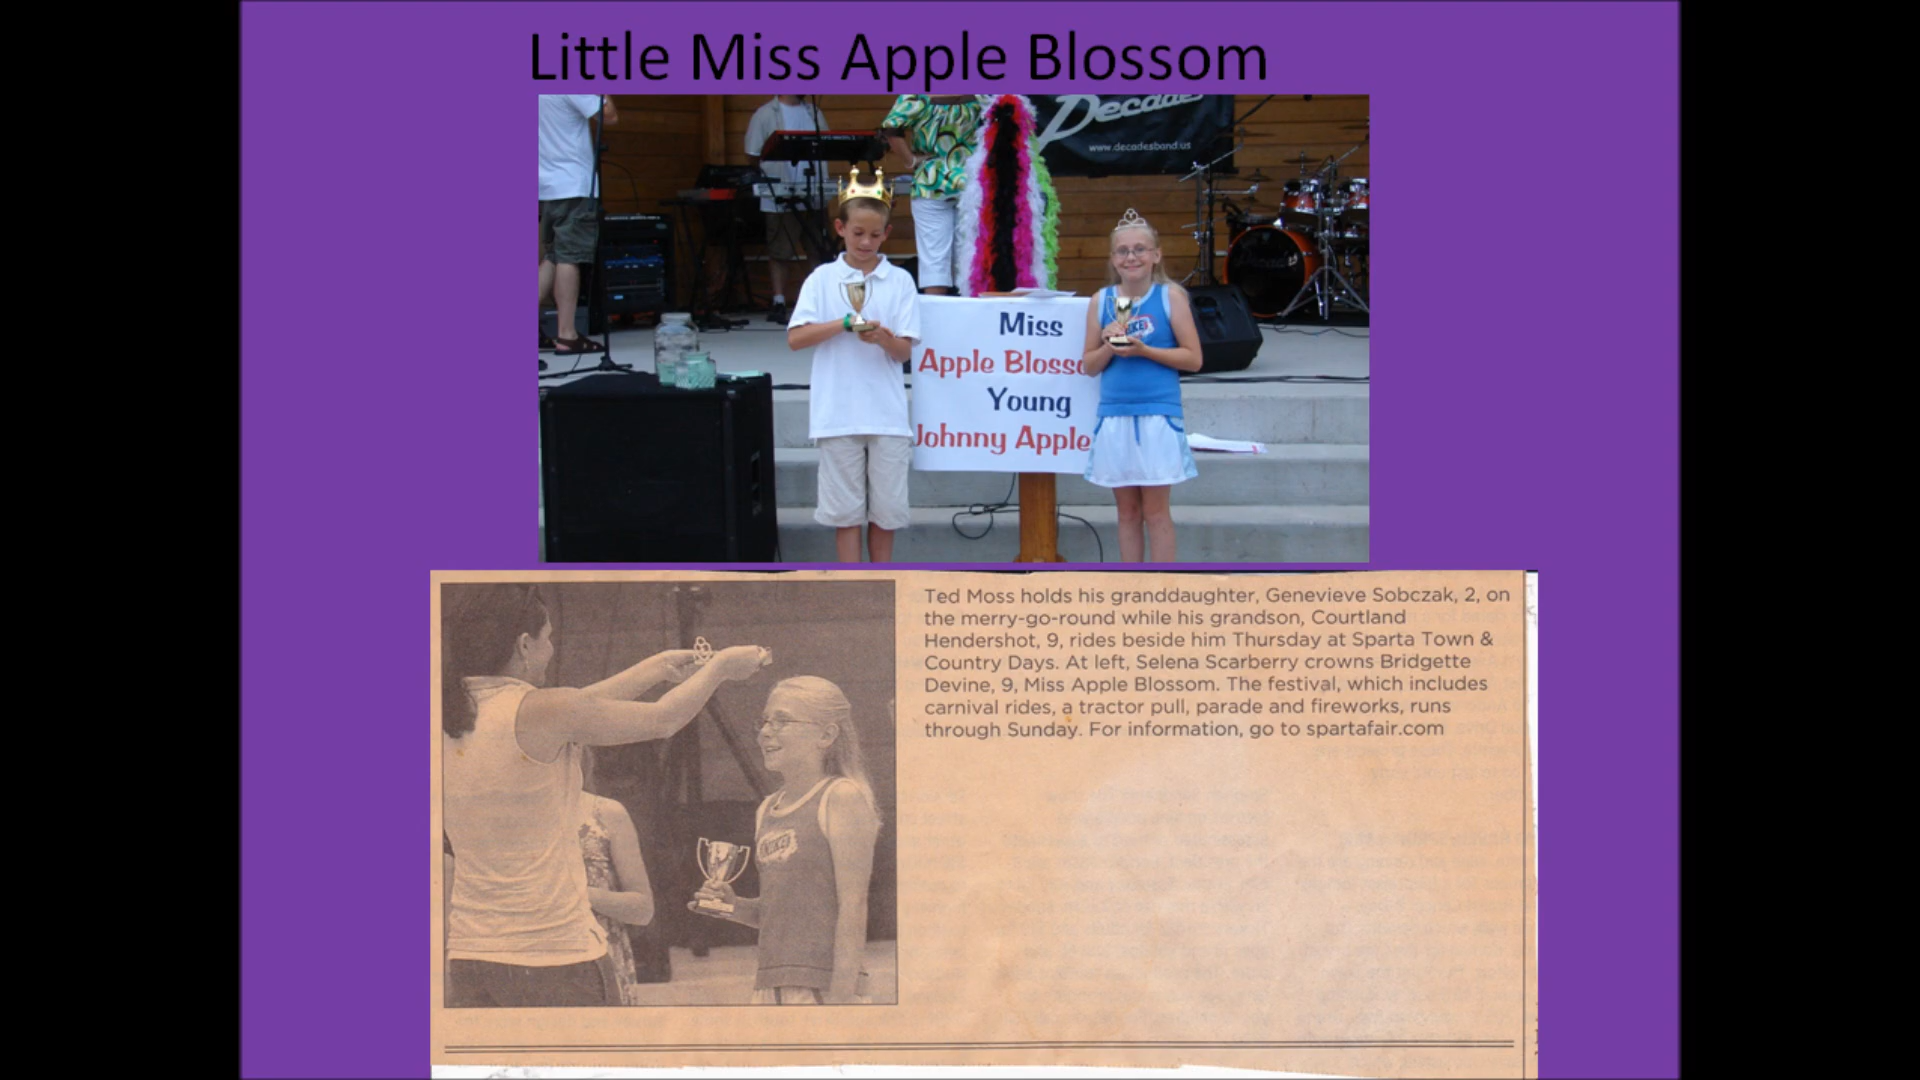 Little Miss Apple Blossom
Decades
www.decadesband.us
Miss
Apple Blosso
Young
Johnny Apple
NIKE
Ted Moss holds his granddaughter, Genevieve Sobczak, 2, on
the merry-go-round while his grandson, Courtland
Hendershot, 9, rides beside him Thursday at Sparta Town &
Country Days. At left, Selena Scarberry crowns Bridgette
Devine, 9, Miss Apple Blossom. The festival, which includes
carnival rides, a tractor pull, parade and fireworks, runs
through Sunday. For information, go to spartafair.com